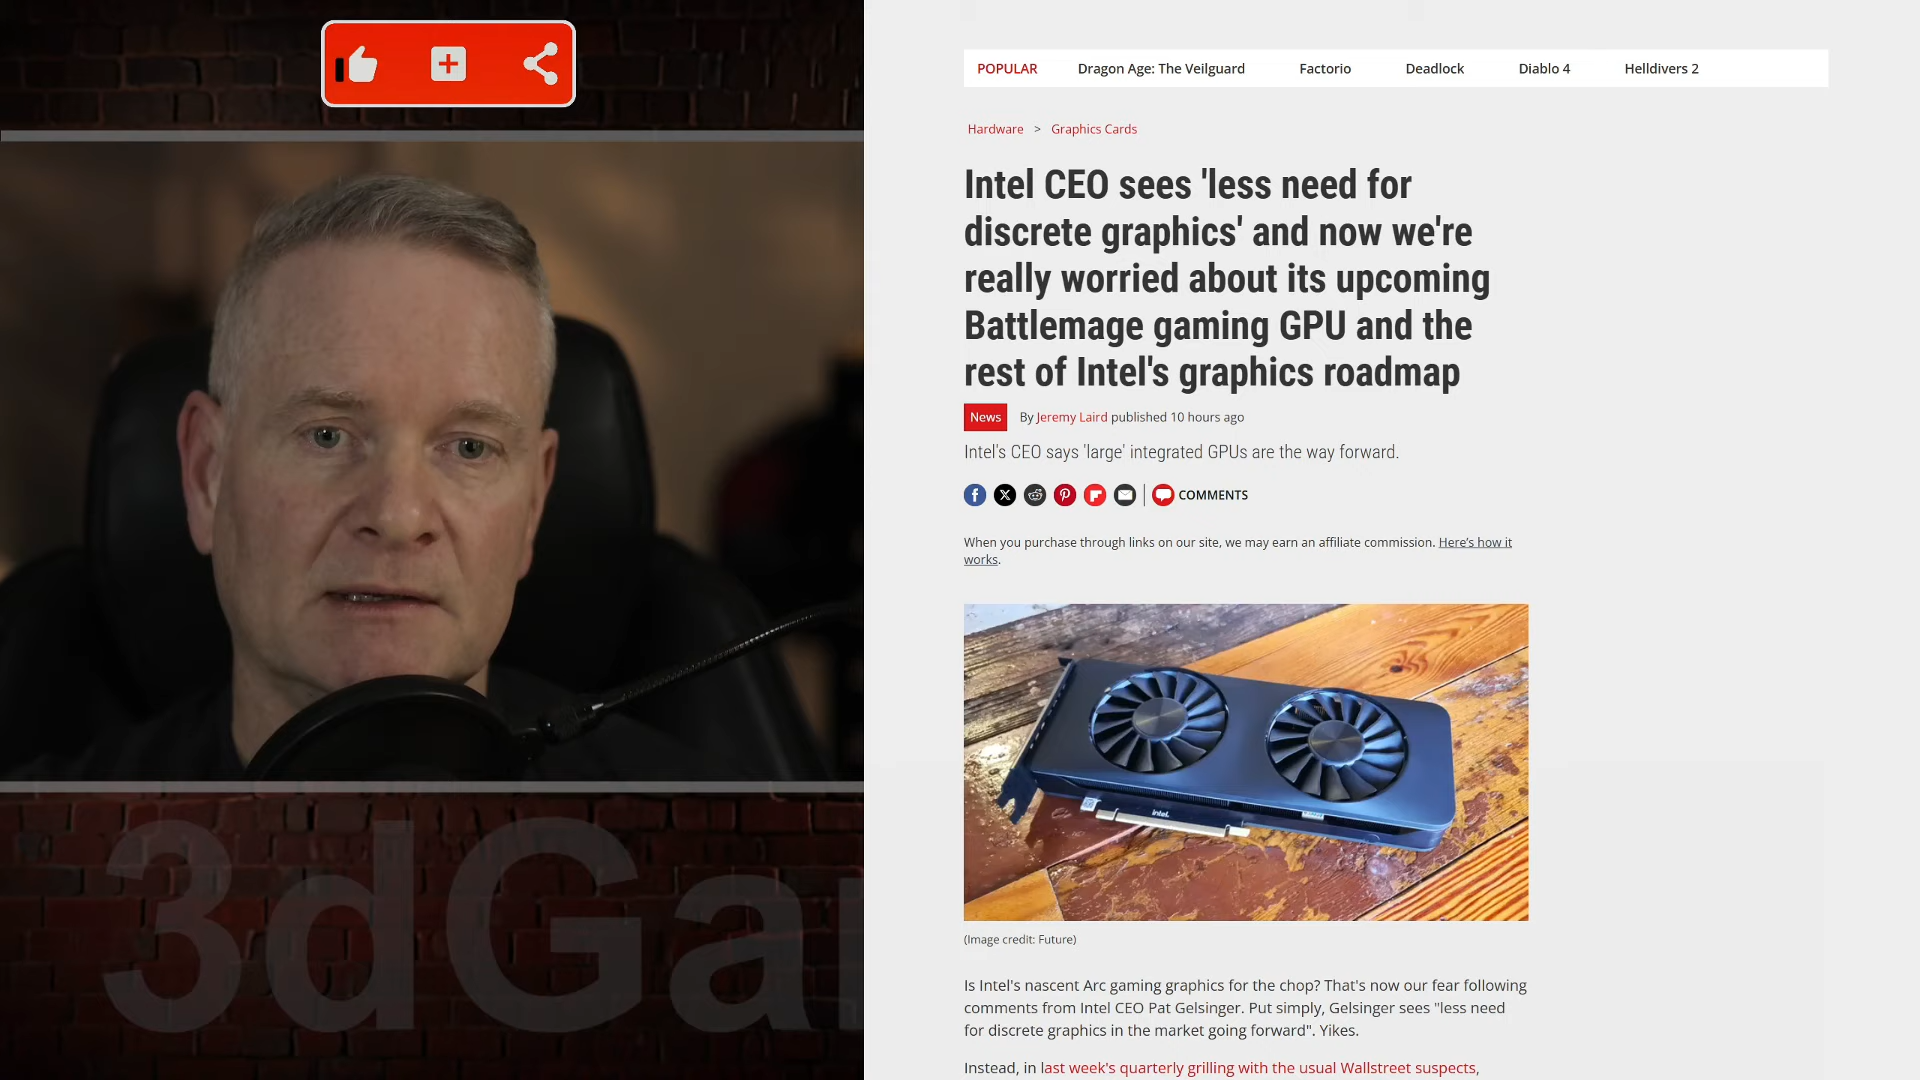 POPULAR Dragon Age: The Veilguard Factorio Deadlock Diablo 4 Helldivers 2
Hardware > Graphics Cards
Intel CEO sees 'less need for
discrete graphics' and now we're
really worried about its upcoming
Battlemage gaming GPU and the
rest of Intel's graphics roadmap
News By Jeremy Laird published 10 hours ago
Intel's CEO says 'large' integrated GPUs are the way forward.
COMMENTS
When you purchase through links on our site, we may earn an affiliate commission. Here's how it
works.
intel.
(Image credit: Future)
Is Intel's nascent Arc gaming graphics for the chop? That's now our fear following
comments from Intel CEO Pat Gelsinger. Put simply, Gelsinger sees "less need
for discrete graphics in the market going forward". Yikes.
Instead, in last week's quarterly grilling with the usual Wallstreet suspects,
3dGa